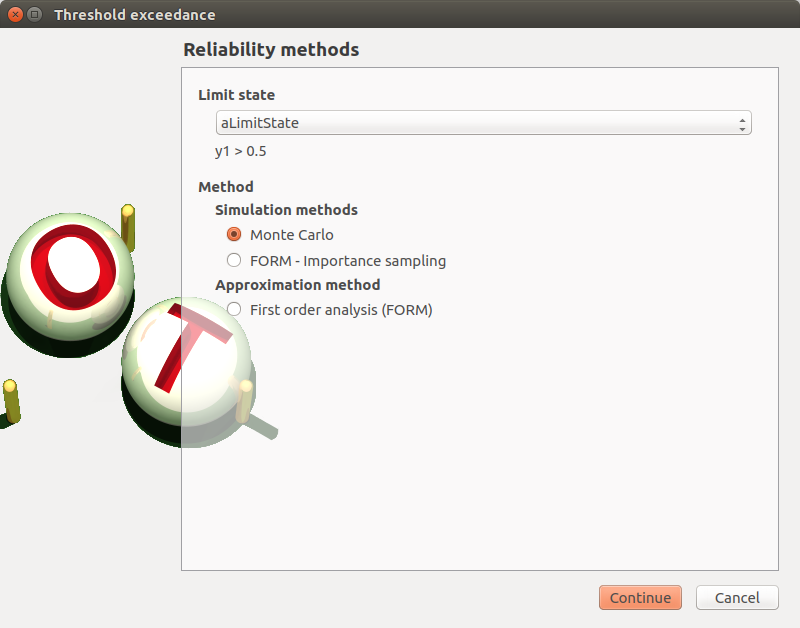 Threshold exceedance
Reliability methods
Limit state
aLimitState
y1 > 0.5
Method
Simulation methods
Monte Carlo
FORM - Importance sampling
Approximation method
First order analysis (FORM)
O
T
Continue
Cancel